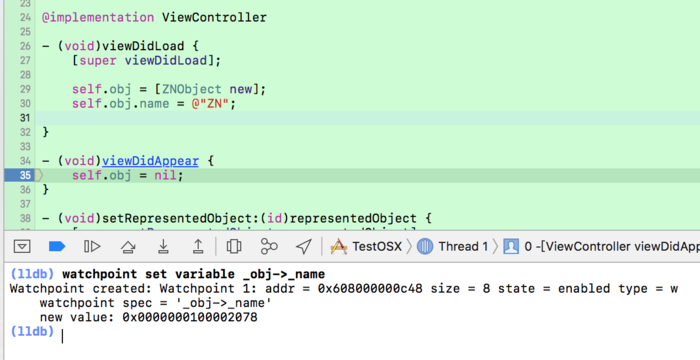 23
24 @implementation ViewController
25
26 - (void)viewDidLoad {
27 [super viewDidLoad];
28
29 self.obj = [ZNObject new];
30 self.obj.name = @"ZN";
31
32 }
33
34 - (void)viewDidAppear {
35 self.obj = nil;
36 }
37
38 - (void)setRepresentedObject:(id)representedObject {
TestOSX Thread 1 0 -[ViewController viewDidApp
(lldb) watchpoint set variable _obj->_name
Watchpoint created: Watchpoint 1: addr = 0x608000000c48 size = 8 state = enabled type = w
watchpoint spec = '_obj->_name'
new value: 0x0000000100002078
(lldb)